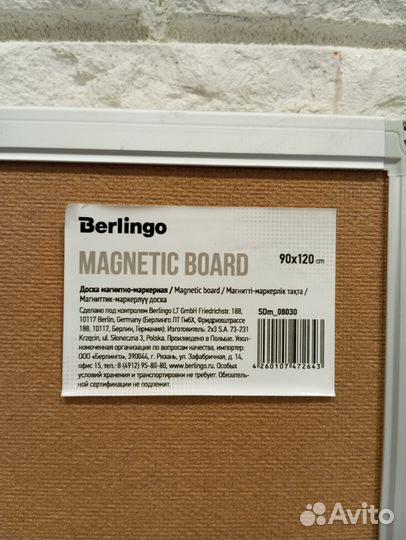 Berlingo
MAGNETIC BOARD
90x120 cm
Доска магнитно-маркерная / Magnetic board / Магнитті-маркерлік тақта /
Магниттик-маркерлүү доска
Сделано под контролем Berlingo LT GmbH Friedrichstr. 188,
10117 Berlin, Germany (Берлинго ЛТ ГмбХ, Фридрихштрассе
188, 10117, Берлин, Германия). Изготовитель: 2x3 S.A. 73-231
Krzęcin, ul. Słoneczna 3, Polska. Произведено в Польше. Упол-
номоченная организация по вопросам качества, импортер:
ООО «Берлинго», 390044, г. Рязань, ул. Зафабричная, д. 14,
офис 15, тел.: 8 (4912) 95-80-80, www.berlingo.ru. Особых
условий хранения и транспортировки не требует. Обязатель-
ной сертификации не подлежит.
SDm_08030
4 260107 472643
Avito